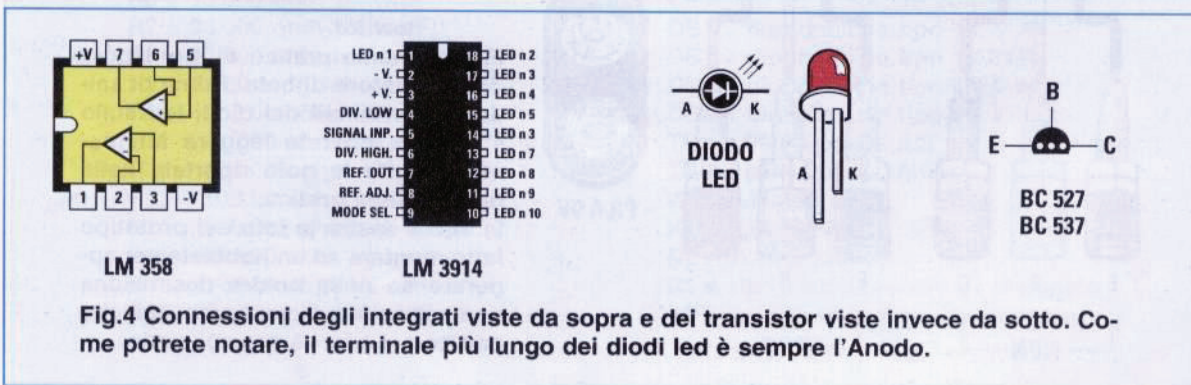 +V 7 6 5
1 2 3 -V
LM 358
LED n 1 1 18 LED n 2
- V. 2 17 LED n 3
+ V. 3 16 LED n 4
DIV. LOW 4 15 LED n 5
SIGNAL INP. 5 14 LED n 3
DIV. HIGH. 6 13 LED n 7
REF. OUT 7 12 LED n 8
REF. ADJ. 8 11 LED n 9
MODE SEL. 9 10 LED n 10
LM 3914
A K
DIODO
LED
A K
B
E C
BC 527
BC 537
Fig.4 Connessioni degli integrati viste da sopra e dei transistor viste invece da sotto. Co-
me potrete notare, il terminale più lungo dei diodi led è sempre l'Anodo.